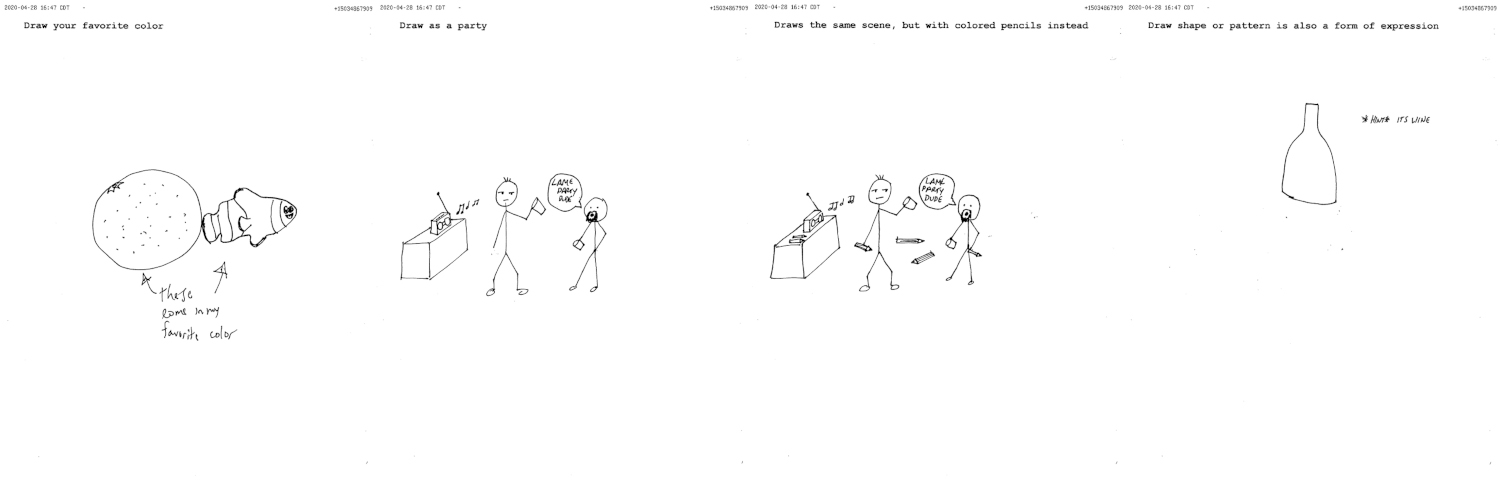 2020-04-28 16:47 CDT
+15034867909
Draw your favorite color
these
coms in my
favorite color
2020-04-28 16:47 CDT
+15034867909
Draw as a party
LAME
PARTY
DUDE
2020-04-28 16:47 CDT
+15034867909
Draws the same scene, but with colored pencils instead
LAME
PARTY
DUDE
2020-04-28 16:47 CDT
+15034867909
Draw shape or pattern is also a form of expression
*HINT* ITS WINE